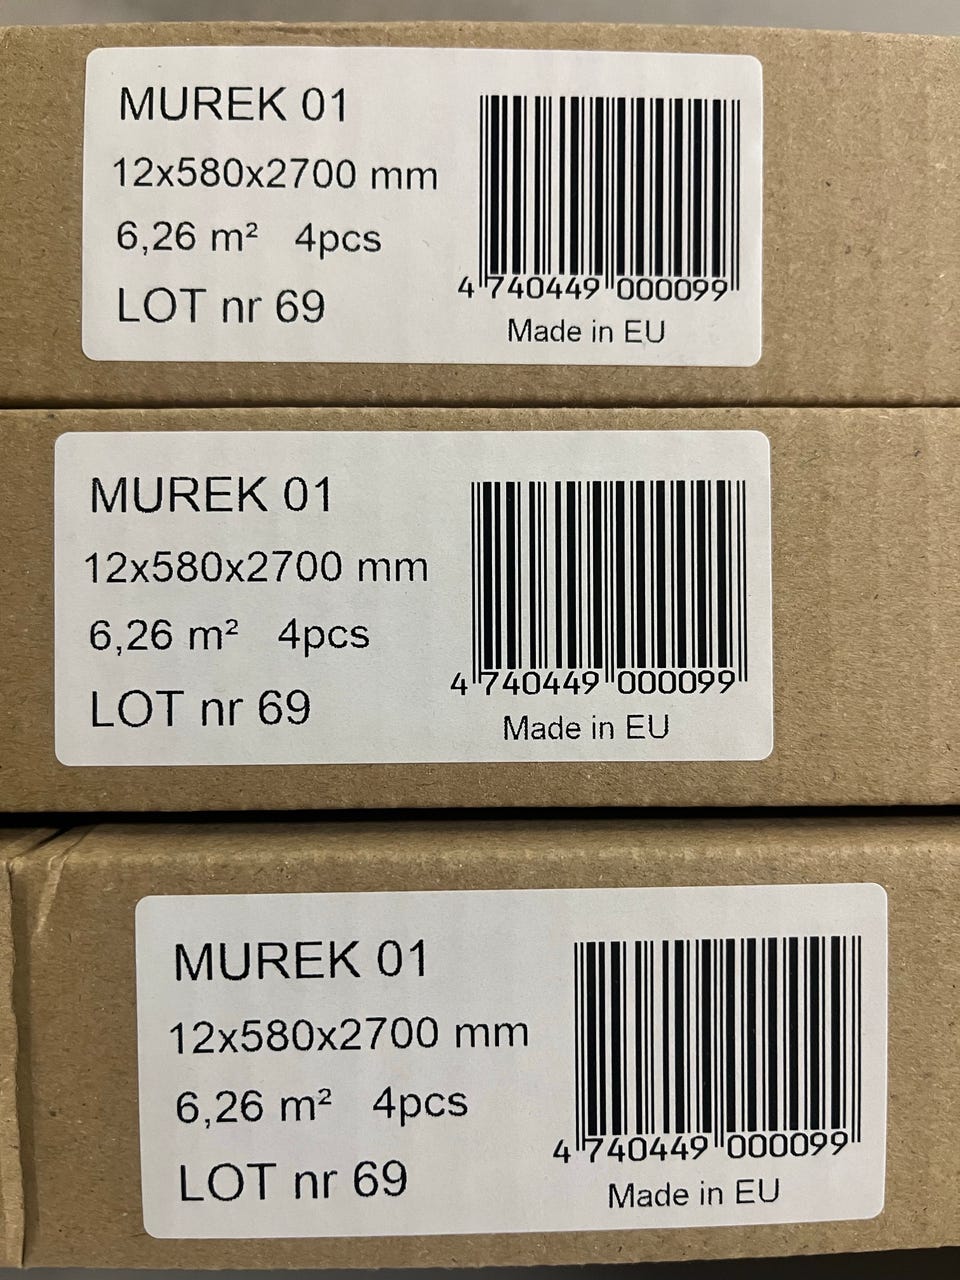 MUREK 01
12x580x2700 mm
6,26 m² 4pcs
LOT nr 69
4 740449 000099
Made in EU
MUREK 01
12x580x2700 mm
6,26 m² 4pcs
LOT nr 69
4 740449 000099
Made in EU
MUREK 01
12x580x2700 mm
6,26 m² 4pcs
LOT nr 69
4 740449 000099
Made in EU